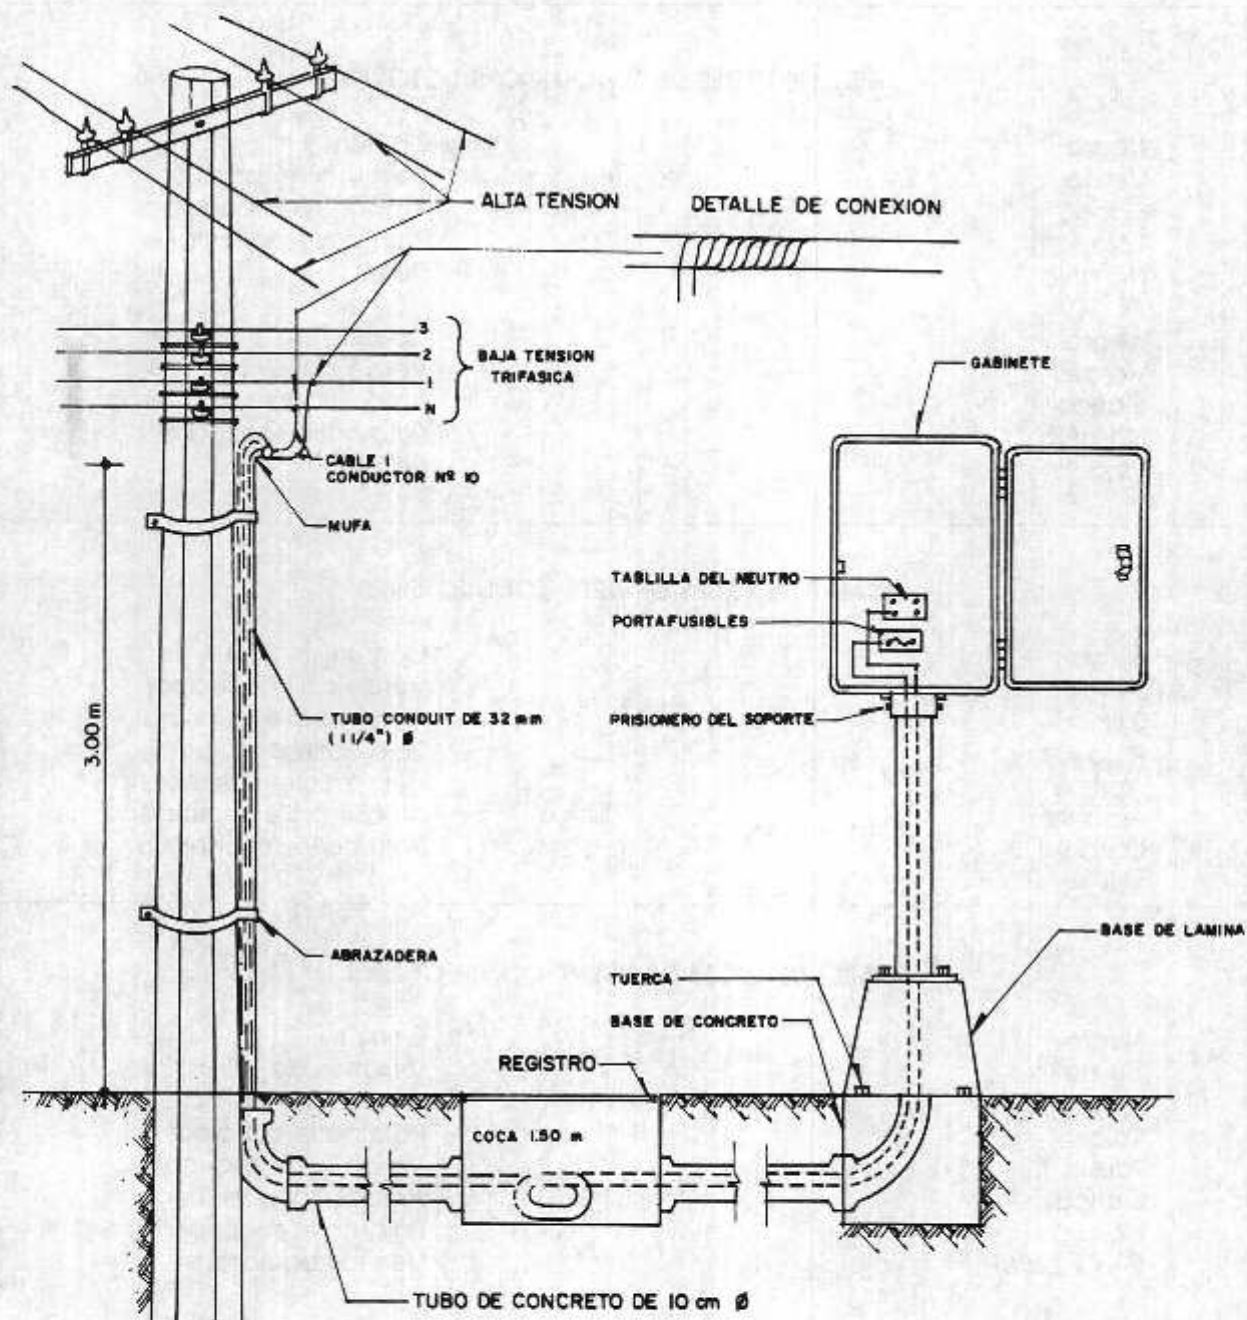 ALTA TENSION
DETALLE DE CONEXION
3
2
1
N
BAJA TENSION
TRIFASICA
GABINETE
CABLE 1
CONDUCTOR Nº 10
MUFA
TABLILLA DEL NEUTRO
PORTAFUSIBLES
PRISIONERO DEL SOPORTE
TUBO CONDUIT DE 32 mm
(1 1/4") Ø
3.00 m
ABRAZADERA
BASE DE LAMINA
TUERCA
BASE DE CONCRETO
REGISTRO
COCA 1.50 m
TUBO DE CONCRETO DE 10 cm Ø